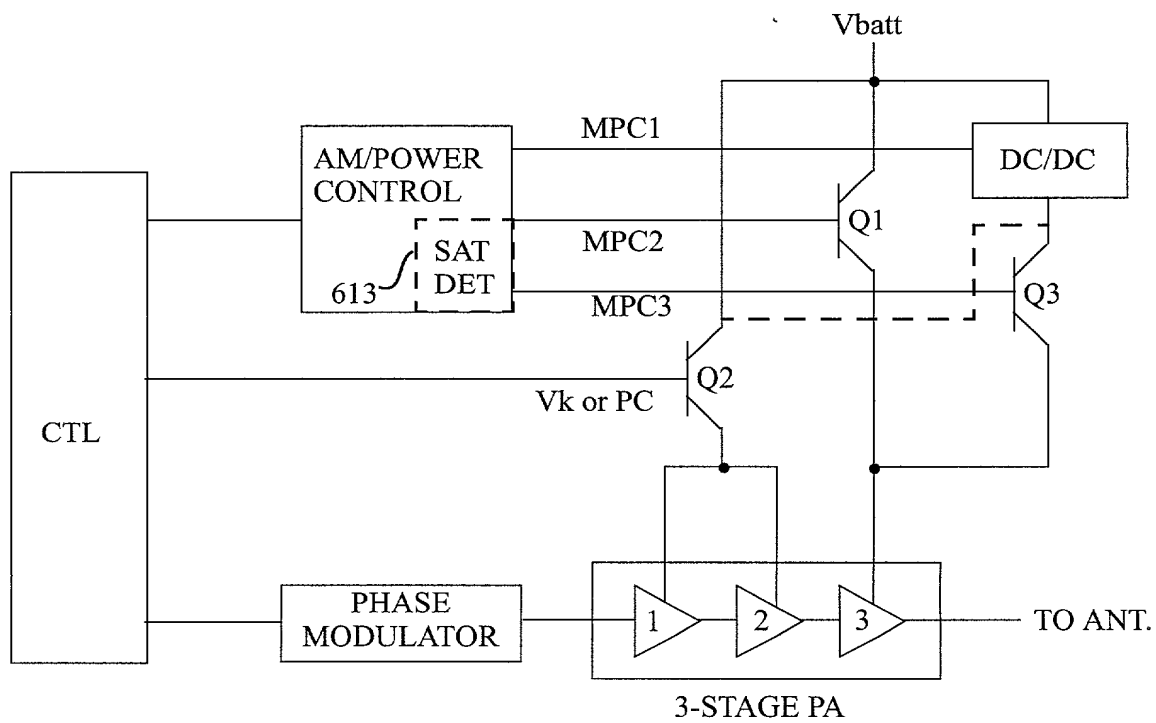 Vbatt
MPC1
AM/POWER
CONTROL
DC/DC
Q1
MPC2
SAT
DET
613
MPC3
Q3
Q2
Vk or PC
CTL
PHASE
MODULATOR
1
2
3
TO ANT.
3-STAGE PA